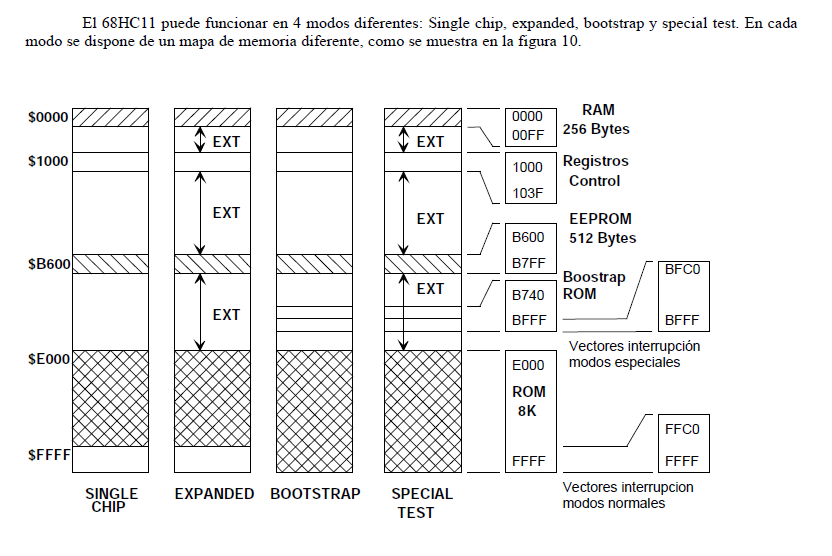 El 68HC11 puede funcionar en 4 modos diferentes: Single chip, expanded, bootstrap y special test. En cada
modo se dispone de un mapa de memoria diferente, como se muestra en la figura 10.
$0000
$1000
$B600
$E000
$FFFF
EXT
EXT
EXT
EXT
EXT
EXT
0000
00FF
RAM
256 Bytes
1000
103F
Registros
Control
B600
B7FF
EEPROM
512 Bytes
B740
BFFF
Boostrap
ROM
BFC0
BFFF
Vectores interrupción
modos especiales
E000
ROM
8K
FFFF
FFC0
FFFF
Vectores interrupcion
modos normales
SINGLE
CHIP
EXPANDED
BOOTSTRAP
SPECIAL
TEST